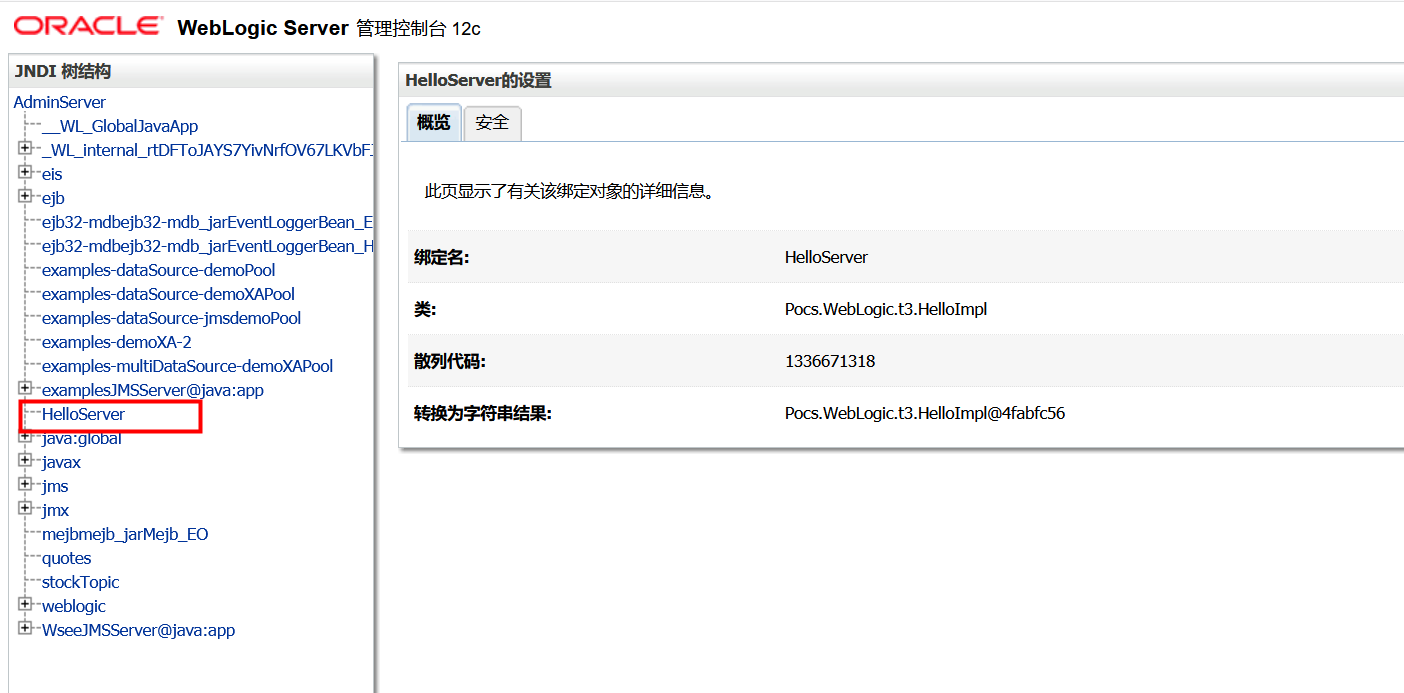 ORACLE WebLogic Server 管理控制台 12c
JNDI 树结构
AdminServer
__WL_GlobalJavaApp
_WL_internal_rtDFToJAYS7YivNrfOV67LKVbFJ
eis
ejb
ejb32-mdbejb32-mdb_jarEventLoggerBean_E
ejb32-mdbejb32-mdb_jarEventLoggerBean_H
examples-dataSource-demoPool
examples-dataSource-demoXAPool
examples-dataSource-jmsdemoPool
examples-demoXA-2
examples-multiDataSource-demoXAPool
examplesJMSServer@java:app
HelloServer
java:global
javax
jms
jmx
mejbmejb_jarMejb_EO
quotes
stockTopic
weblogic
WseeJMSServer@java:app
HelloServer的设置
概览 安全
此页显示了有关该绑定对象的详细信息。
绑定名: HelloServer
类: Pocs.WebLogic.t3.HelloImpl
散列代码: 1336671318
转换为字符串结果: Pocs.WebLogic.t3.HelloImpl@4fabfc56